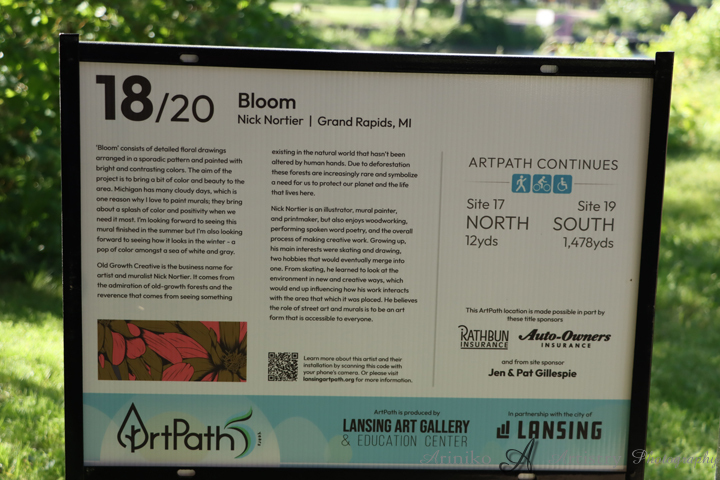 18/20
Bloom
Nick Nortier | Grand Rapids, MI
'Bloom' consists of detailed floral drawings
arranged in a sporadic pattern and painted with
bright and contrasting colors. The aim of the
project is to bring a bit of color and beauty to the
area. Michigan has many cloudy days, which is
one reason why I love to paint murals; they bring
about a splash of color and positivity when we
need it most. I'm looking forward to seeing this
mural finished in the summer but I'm also looking
forward to seeing how it looks in the winter - a
pop of color amongst a sea of white and gray.
Old Growth Creative is the business name for
artist and muralist Nick Nortier. It comes from
the admiration of old-growth forests and the
reverence that comes from seeing something
existing in the natural world that hasn't been
altered by human hands. Due to deforestation
these forests are increasingly rare and symbolize
a need for us to protect our planet and the life
that lives here.
Nick Nortier is an illustrator, mural painter,
and printmaker, but also enjoys woodworking,
performing spoken word poetry, and the overall
process of making creative work. Growing up,
his main interests were skating and drawing,
two hobbies that would eventually merge into
one. From skating, he learned to look at the
environment in new and creative ways, which
would end up influencing how his work interacts
with the area that which it was placed. He believes
the role of street art and murals is to be an art
form that is accessible to everyone.
Learn more about this artist and their
installation by scanning this code with
your phone's camera. Or please visit
lansingartpath.org for more information.
ARTPATH CONTINUES
Site 17
NORTH
12yds
Site 19
SOUTH
1,478yds
This ArtPath location is made possible in part by
these title sponsors
RATHBUN
INSURANCE
Auto-Owners
INSURANCE
and from site sponsor
Jen & Pat Gillespie
ArtPath5
ArtPath is produced by
LANSING ART GALLERY
& EDUCATION CENTER
in partnership with the city of
LANSING
Ariniko A